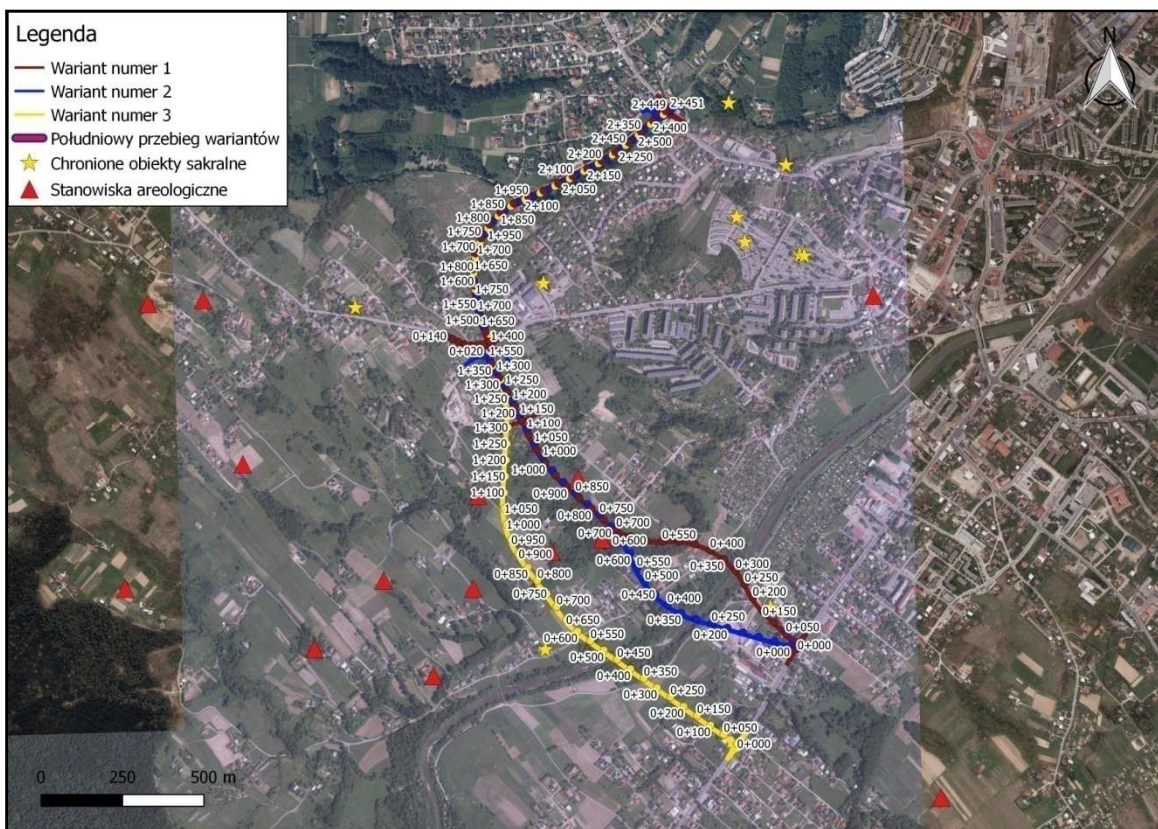 Legenda
Wariant numer 1
Wariant numer 2
Wariant numer 3
Południowy przebieg wariantów
Chronione obiekty sakralne
Stanowiska areologiczne
N
2+449 2+451
2+350 2+400
2+450 2+500
2+200 2+250
2+100 2+150
1+950 2+050
1+850 2+100
1+800 1+850
1+750 1+950
1+700 1+700
1+800 1+650
1+600 1+750
1+550 1+700
1+500 1+650
0+140 1+400
0+020 1+550
1+350 1+300
1+300 1+250
1+250 1+200
1+200 1+150
1+300 1+100
1+250 1+050
1+200 1+000
1+150 1+000
1+100 0+850
0+900 0+750
1+050 0+800 0+700
1+000 0+700 0+550 0+400
0+950 0+600
0+900 0+600 0+550 0+350 0+300
0+850 0+800 0+500 0+250
0+750 0+450 0+400 0+200
0+700 0+350 0+250 0+150
0+650 0+200 0+050
0+600 0+550 0+000 0+000
0+500 0+450
0+400 0+350
0+300 0+250
0+200 0+150
0+100 0+050
0+000
0 250 500 m